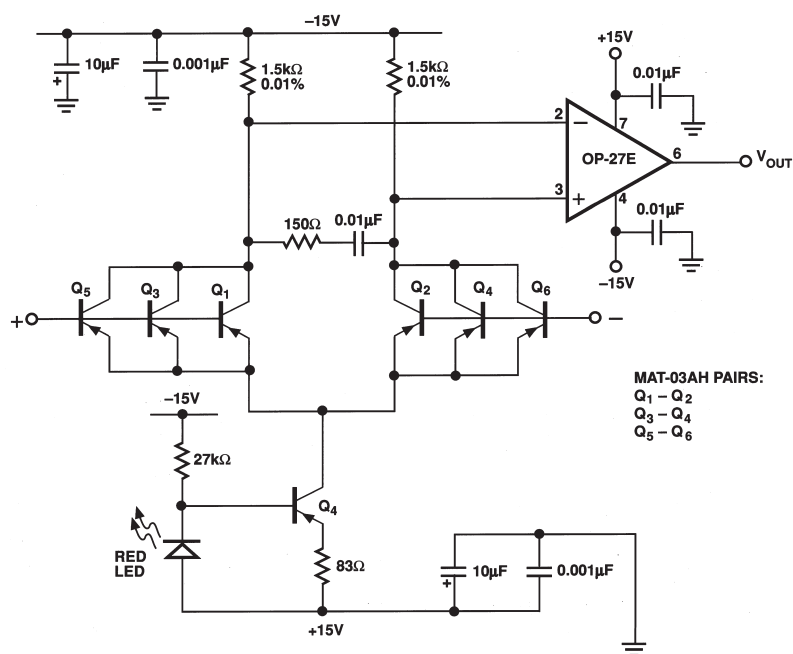 –15V
10µF
+
0.001µF
1.5kΩ
0.01%
1.5kΩ
0.01%
+15V
0.01µF
2
–
7
OP-27E
6
V_OUT
3
+
4
0.01µF
–15V
150Ω
0.01µF
Q5
Q3
Q1
Q2
Q4
Q6
+
–
MAT-03AH PAIRS:
Q1 – Q2
Q3 – Q4
Q5 – Q6
–15V
27kΩ
Q4
RED
LED
83Ω
10µF
+
0.001µF
+15V